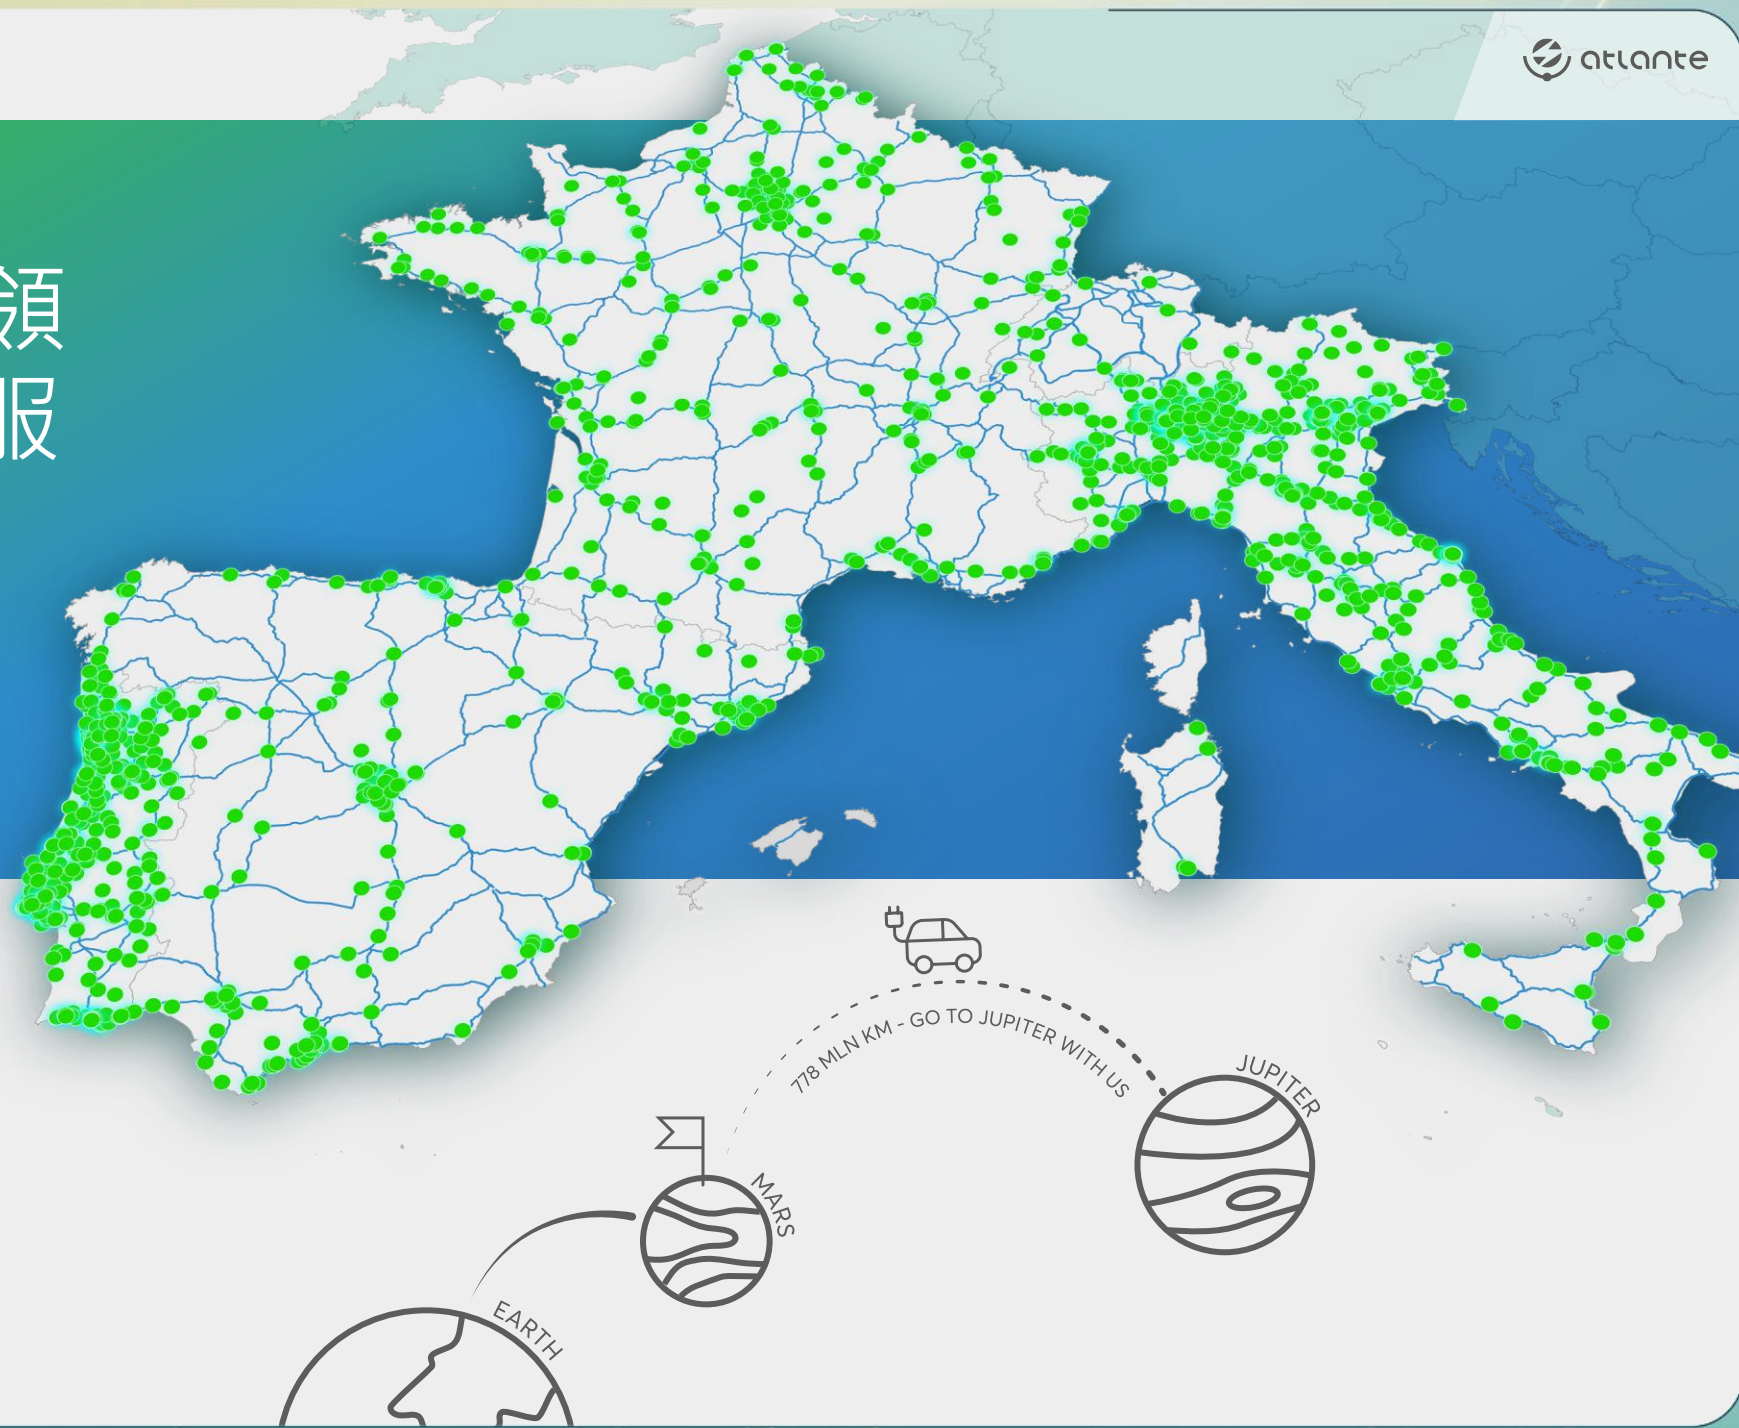 atlante
領
服
778 MLN KM - GO TO JUPITER WITH US
JUPITER
MARS
EARTH